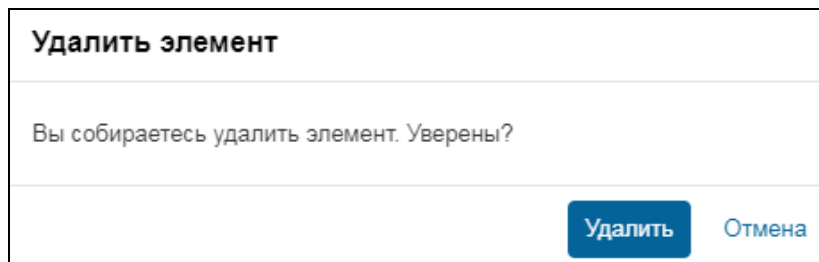 Удалить элемент
Вы собираетесь удалить элемент. Уверены?
Удалить Отмена